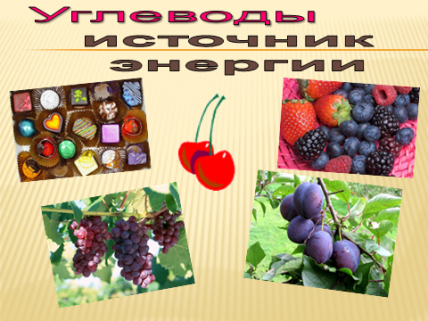 Углеводы
источник
энергии